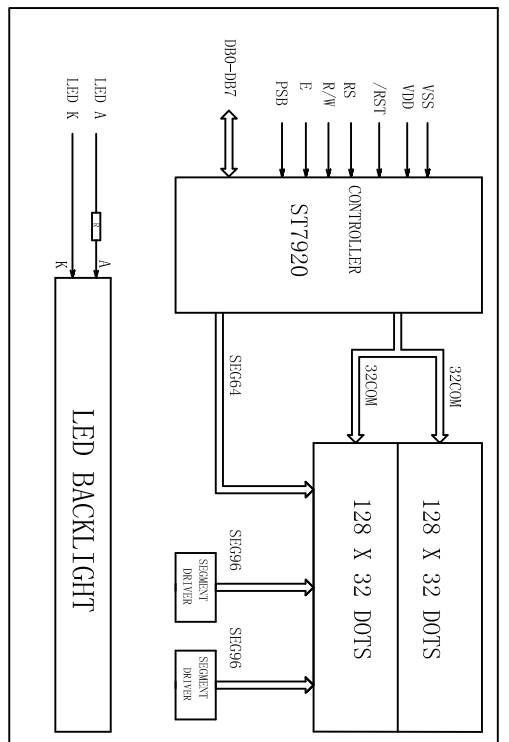 VSS
VDD
/RST
RS
R/W
E
PSB
DB0-DB7
CONTROLLER
ST7920
32COM
32COM
SEG64
128 X 32 DOTS
128 X 32 DOTS
SEG96
SEGMENT
DRIVER
SEG96
SEGMENT
DRIVER
LED A
R
A
LED K
K
LED BACKLIGHT